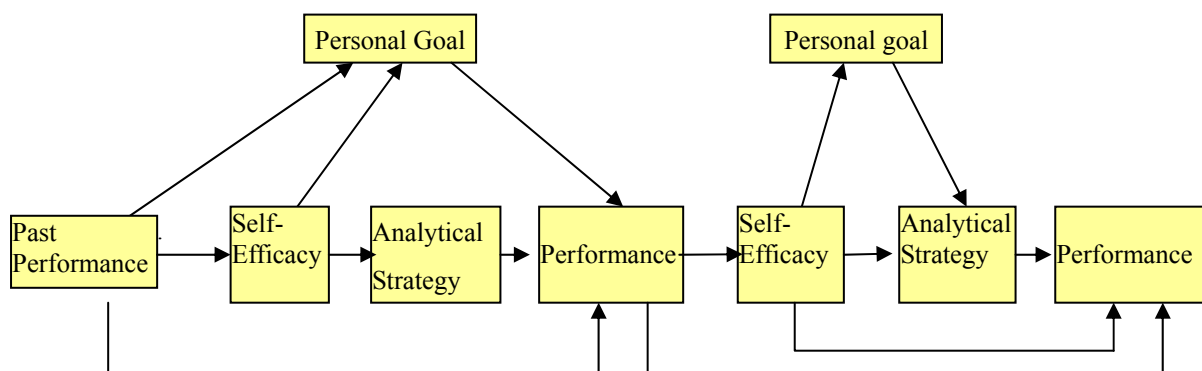 Personal Goal
Personal goal
Past
Performance
Self-
Efficacy
Analytical
Strategy
Performance
Self-
Efficacy
Analytical
Strategy
Performance